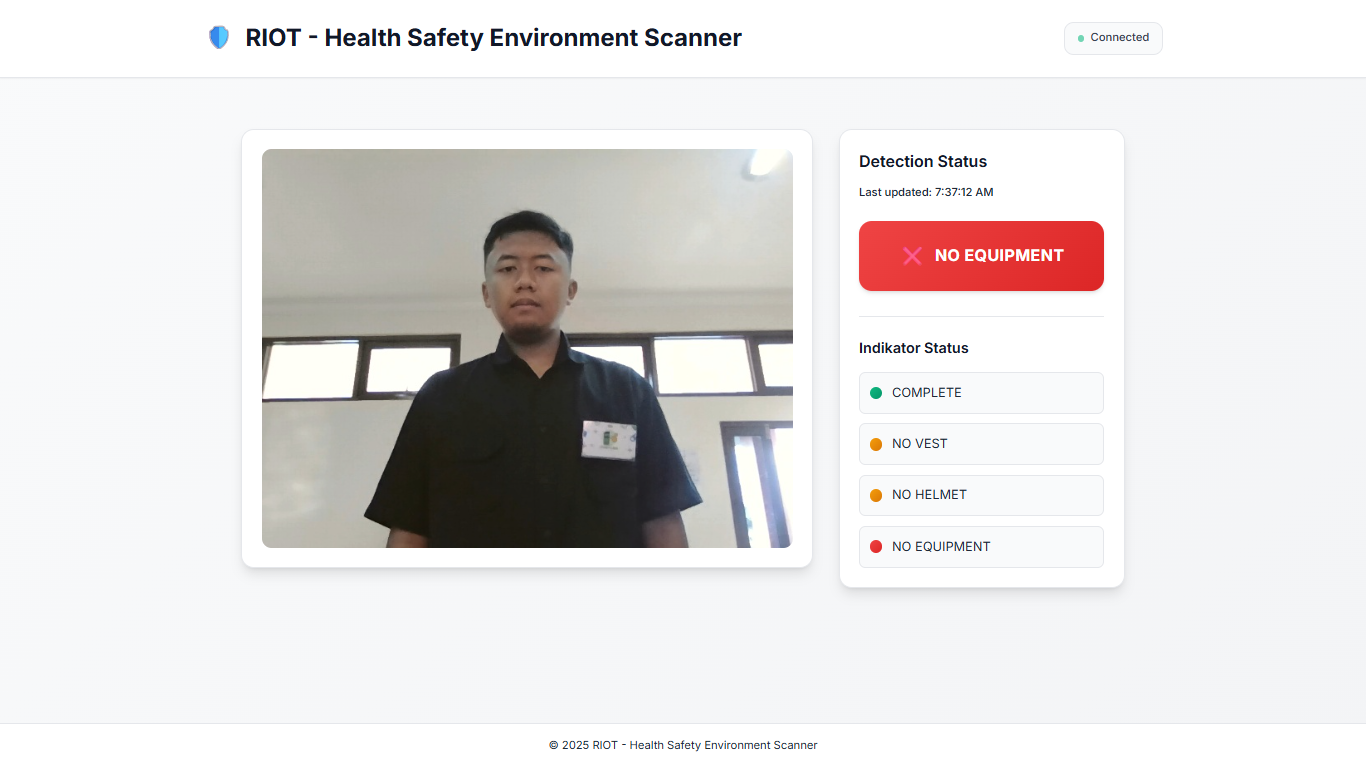 RIOT - Health Safety Environment Scanner
Connected
Detection Status
Last updated: 7:37:12 AM
NO EQUIPMENT
Indikator Status
COMPLETE
NO VEST
NO HELMET
NO EQUIPMENT
© 2025 RIOT - Health Safety Environment Scanner